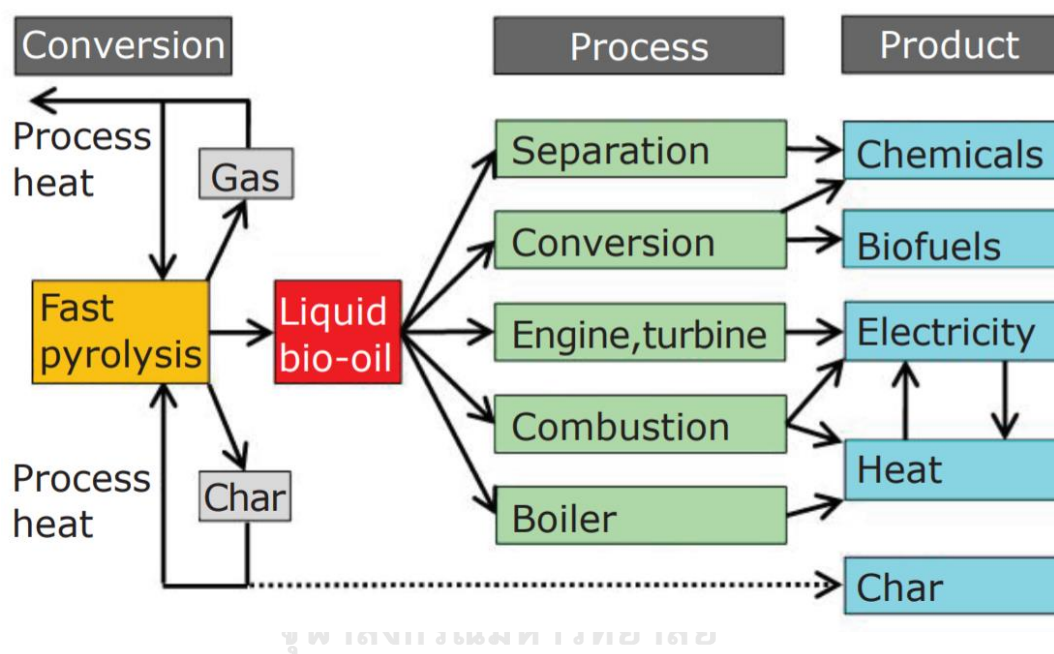 Conversion
Process
Product
Process
heat
Gas
Fast
pyrolysis
Liquid
bio-oil
Char
Process
heat
Separation
Conversion
Engine,turbine
Combustion
Boiler
Chemicals
Biofuels
Electricity
Heat
Char